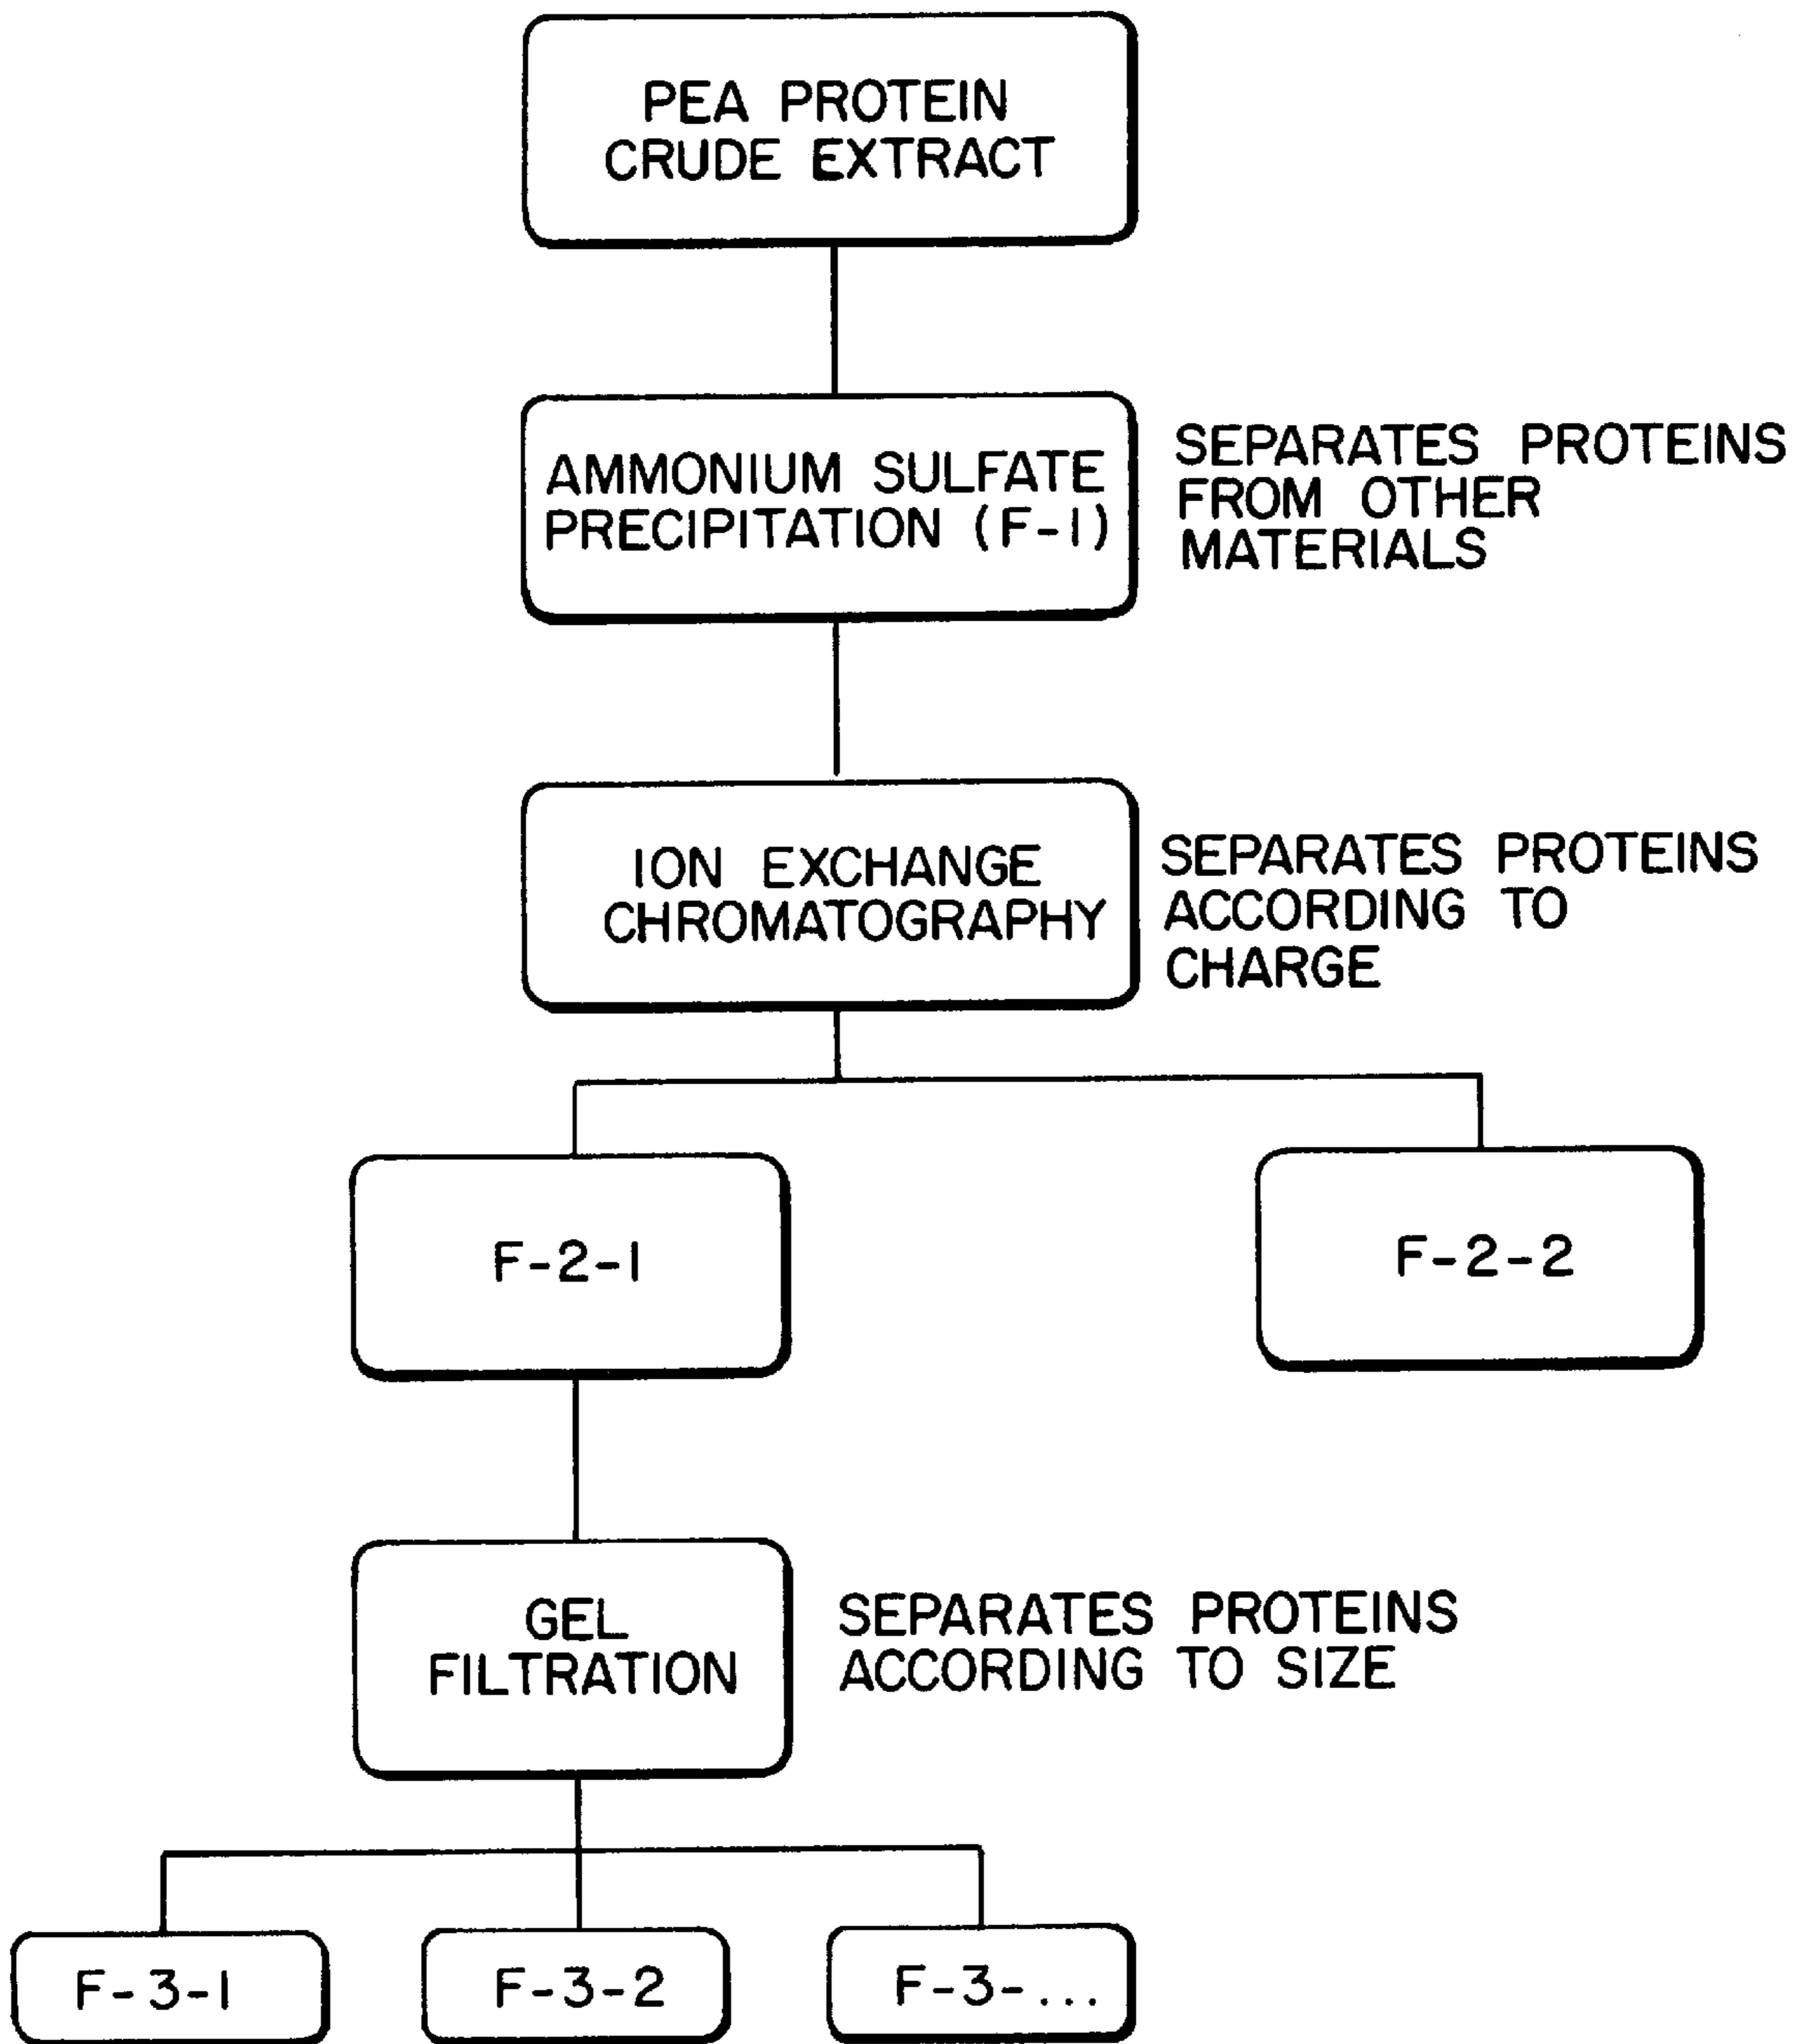 PEA PROTEIN
CRUDE EXTRACT
AMMONIUM SULFATE
PRECIPITATION (F-1)
SEPARATES PROTEINS
FROM OTHER
MATERIALS
ION EXCHANGE
CHROMATOGRAPHY
SEPARATES PROTEINS
ACCORDING TO
CHARGE
F-2-1
F-2-2
GEL
FILTRATION
SEPARATES PROTEINS
ACCORDING TO SIZE
F-3-1
F-3-2
F-3-...